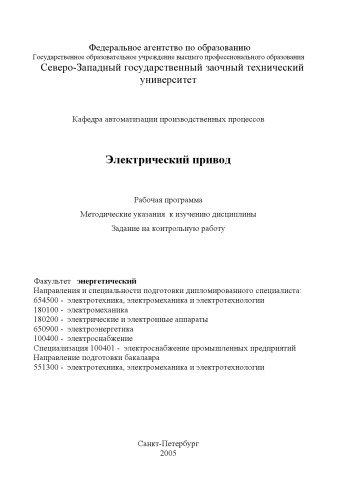 Федеральное агентство по образованию
Государственное образовательное учреждение высшего профессионального образования
Северо-Западный государственный заочный технический
университет
Кафедра автоматизации производственных процессов
Электрический привод
Рабочая программа
Методические указания к изучению дисциплины
Задание на контрольную работу
Факультет энергетический
Направления и специальности подготовки дипломированного специалиста:
654500 - электротехника, электромеханика и электротехнологии
180100 - электромеханика
180200 - электрические и электронные аппараты
650900 - электроэнергетика
100400 - электроснабжение
Специализация 100401 - электроснабжение промышленных предприятий
Направление подготовки бакалавра
551300 - электротехника, электромеханика и электротехнологии
Санкт-Петербург
2005